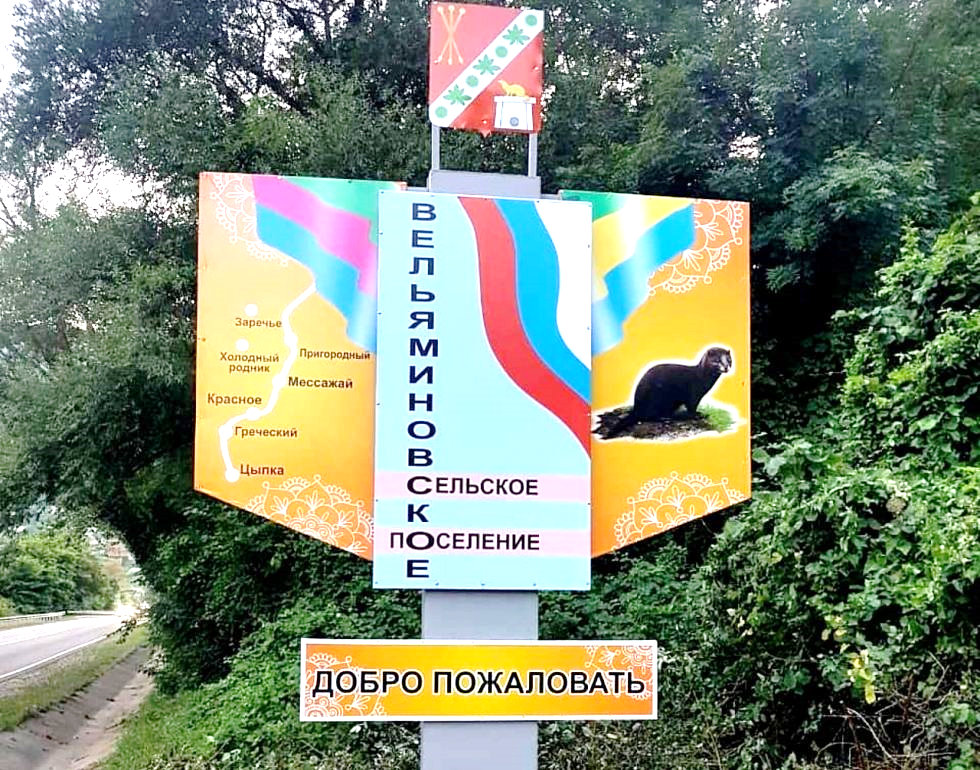 ВЕЛЬЯМИНОВСКОЕ
СЕЛЬСКОЕ
ПОСЕЛЕНИЕ
Заречье
Холодный
родник
Пригородный
Мессажай
Красное
Греческий
Цыпка
ДОБРО ПОЖАЛОВАТЬ